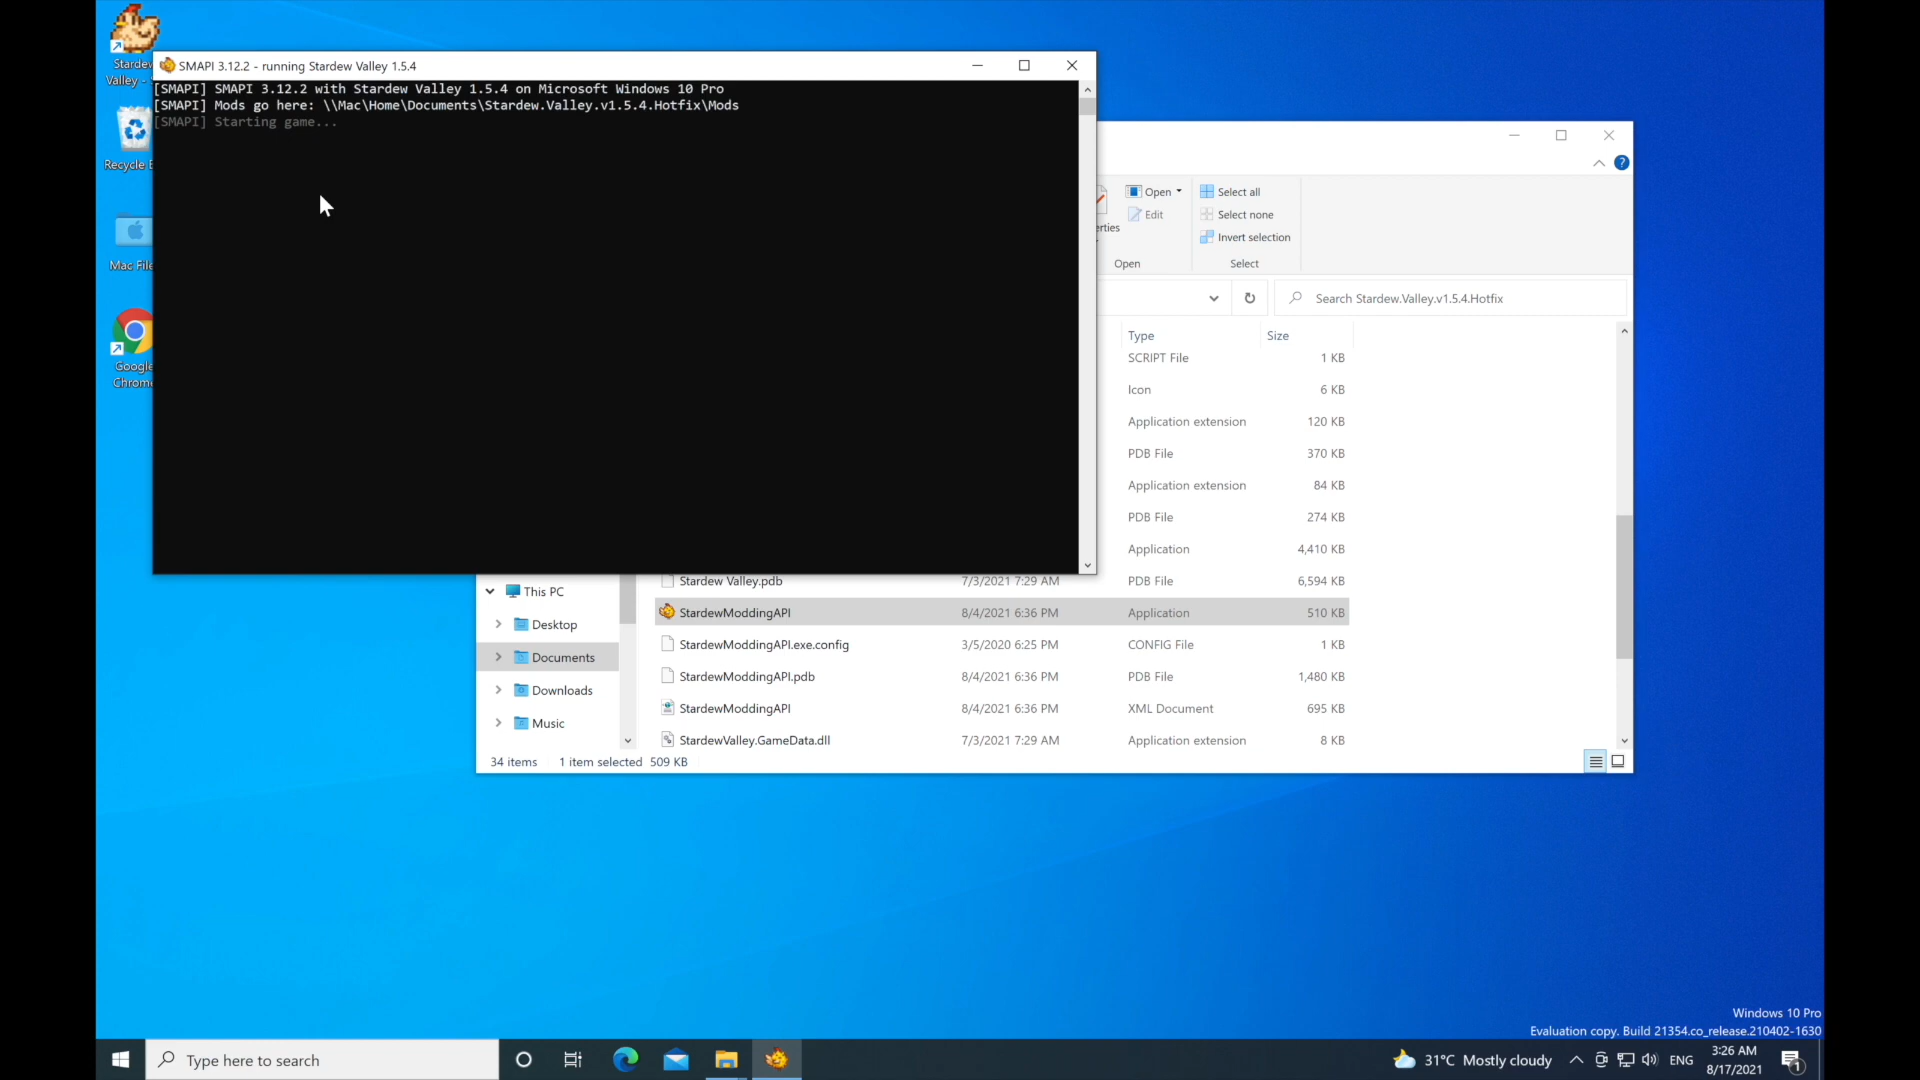 Stardew
Valley -
Recycle
Mac File
Google
Chrome
SMAPI 3.12.2 - running Stardew Valley 1.5.4
[SMAPI] SMAPI 3.12.2 with Stardew Valley 1.5.4 on Microsoft Windows 10 Pro
[SMAPI] Mods go here: \\Mac\Home\Documents\Stardew.Valley.v1.5.4.Hotfix\Mods
[SMAPI] Starting game...
Open
Select all
Edit
Select none
erties
Invert selection
Open
Select
Search Stardew.Valley.v1.5.4.Hotfix
Type Size
SCRIPT File 1 KB
Icon 6 KB
Application extension 120 KB
PDB File 370 KB
Application extension 84 KB
PDB File 274 KB
Application 4,410 KB
Stardew Valley.pdb 7/3/2021 7:29 AM PDB File 6,594 KB
StardewModdingAPI 8/4/2021 6:36 PM Application 510 KB
StardewModdingAPI.exe.config 3/5/2020 6:25 PM CONFIG File 1 KB
StardewModdingAPI.pdb 8/4/2021 6:36 PM PDB File 1,480 KB
StardewModdingAPI 8/4/2021 6:36 PM XML Document 695 KB
StardewValley.GameData.dll 7/3/2021 7:29 AM Application extension 8 KB
This PC
Desktop
Documents
Downloads
Music
34 items 1 item selected 509 KB
Windows 10 Pro
Evaluation copy. Build 21354.co_release.210402-1630
Type here to search
31°C Mostly cloudy
ENG
3:26 AM
8/17/2021
1